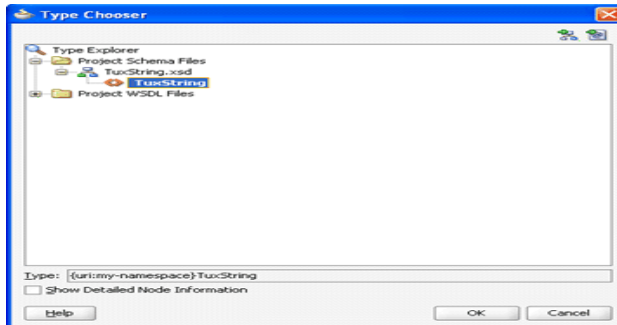 Type Chooser
Type Explorer
Project Schema Files
TuxString.xsd
TuxString
Project WSDL Files
Type: {uri:my-namespace}TuxString
Show Detailed Node Information
Help OK Cancel